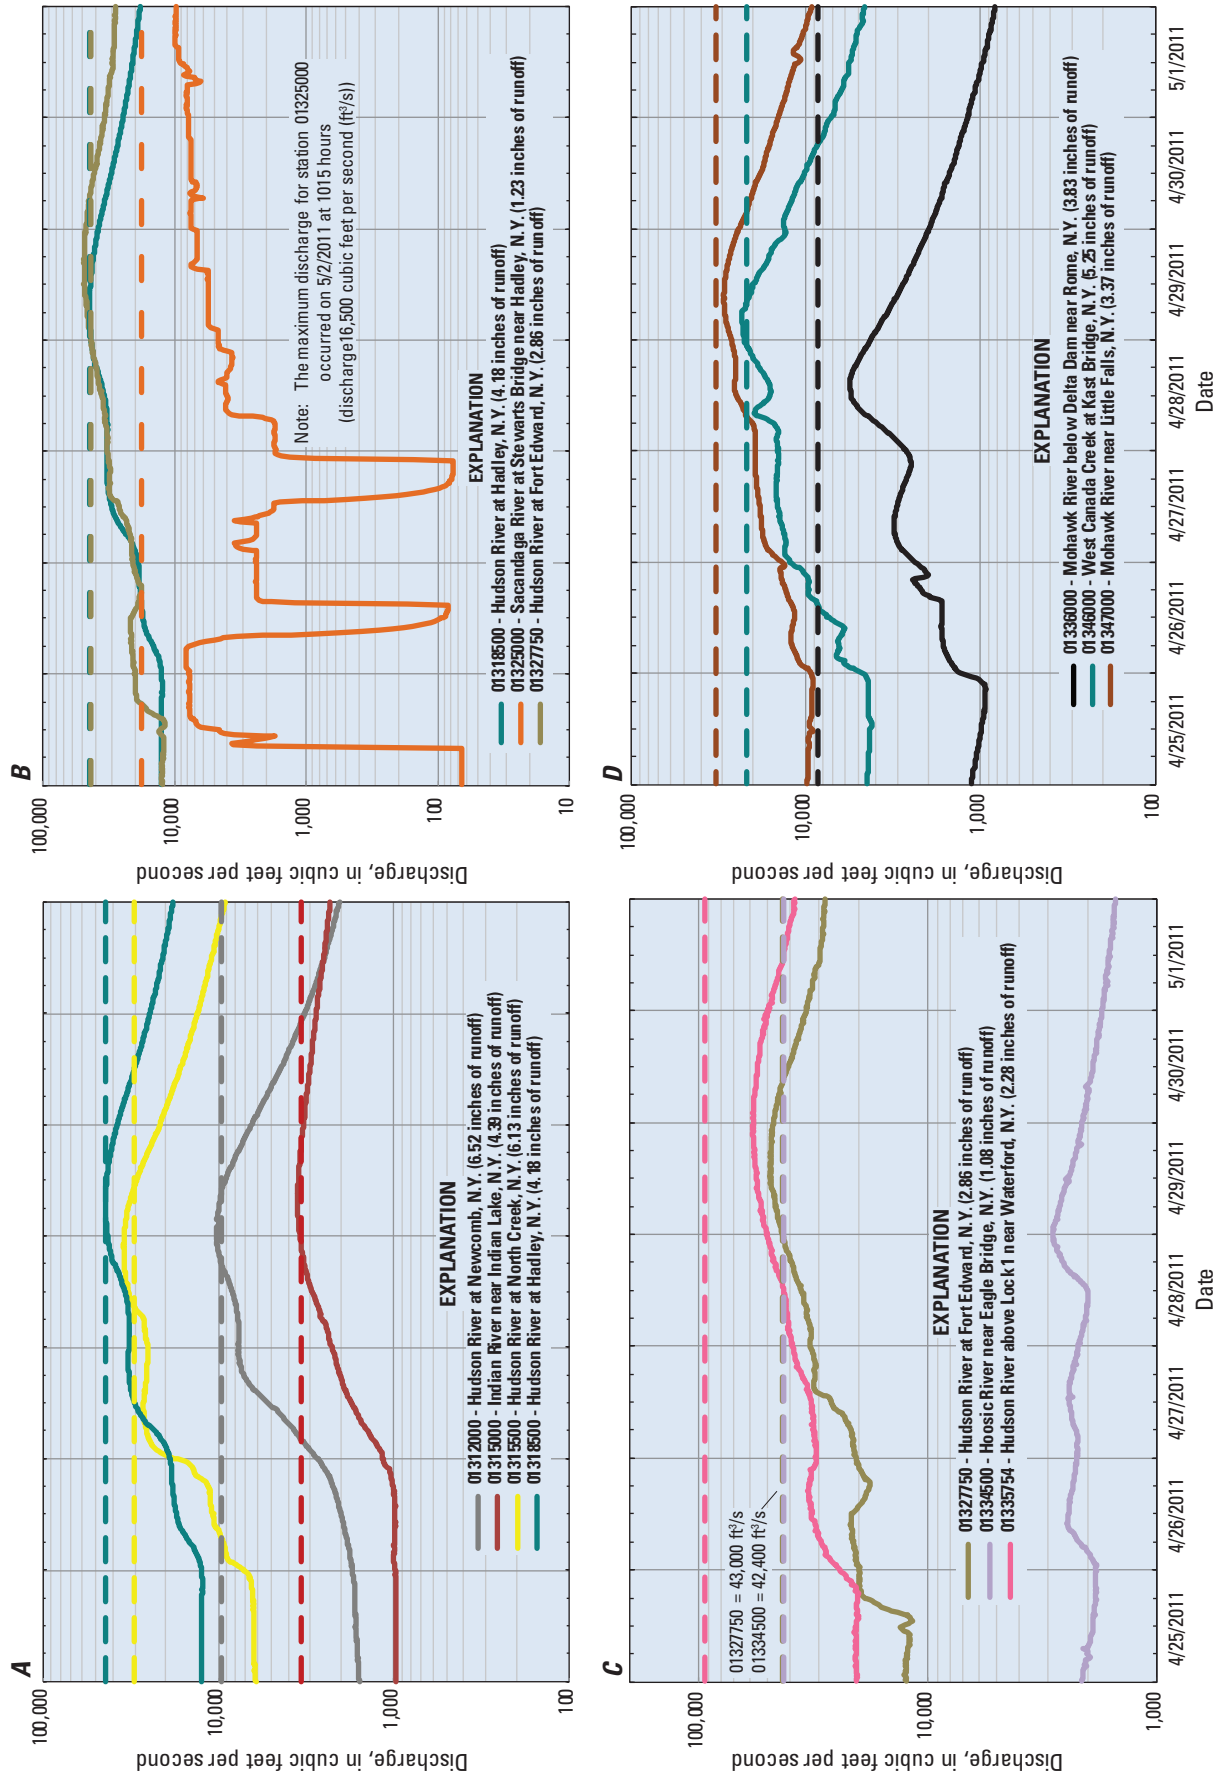 A
100,000
10,000
1,000
100
Discharge, in cubic feet per second
EXPLANATION
01312000 - Hudson River at Newcomb, N.Y. (6.52 inches of runoff)
01315000 - Indian River near Indian Lake, N.Y. (4.39 inches of runoff)
01315500 - Hudson River at North Creek, N.Y. (6.13 inches of runoff)
01318500 - Hudson River at Hadley, N.Y. (4.18 inches of runoff)
B
100,000
10,000
1,000
100
10
Discharge, in cubic feet per second
Note: The maximum discharge for station 01325000
occurred on 5/2/2011 at 1015 hours
(discharge16,500 cubic feet per second (ft³/s))
EXPLANATION
01318500 - Hudson River at Hadley, N.Y. (4.18 inches of runoff)
01325000 - Sacandaga River at Stewarts Bridge near Hadley, N.Y. (1.23 inches of runoff)
01327750 - Hudson River at Fort Edward, N.Y. (2.86 inches of runoff)
C
100,000
10,000
1,000
Discharge, in cubic feet per second
01327750 = 43,000 ft³/s
01334500 = 42,400 ft³/s
EXPLANATION
01327750 - Hudson River at Fort Edward, N.Y. (2.86 inches of runoff)
01334500 - Hoosic River near Eagle Bridge, N.Y. (1.08 inches of runoff)
01335754 - Hudson River above Lock 1 near Waterford, N.Y. (2.28 inches of runoff)
4/25/2011 4/26/2011 4/27/2011 4/28/2011 4/29/2011 4/30/2011 5/1/2011
Date
D
100,000
10,000
1,000
100
Discharge, in cubic feet per second
EXPLANATION
01336000 - Mohawk River below Delta Dam near Rome, N.Y. (3.83 inches of runoff)
01346000 - West Canada Creek at Kast Bridge, N.Y. (5.25 inches of runoff)
01347000 - Mohawk River near Little Falls, N.Y. (3.37 inches of runoff)
4/25/2011 4/26/2011 4/27/2011 4/28/2011 4/29/2011 4/30/2011 5/1/2011
Date